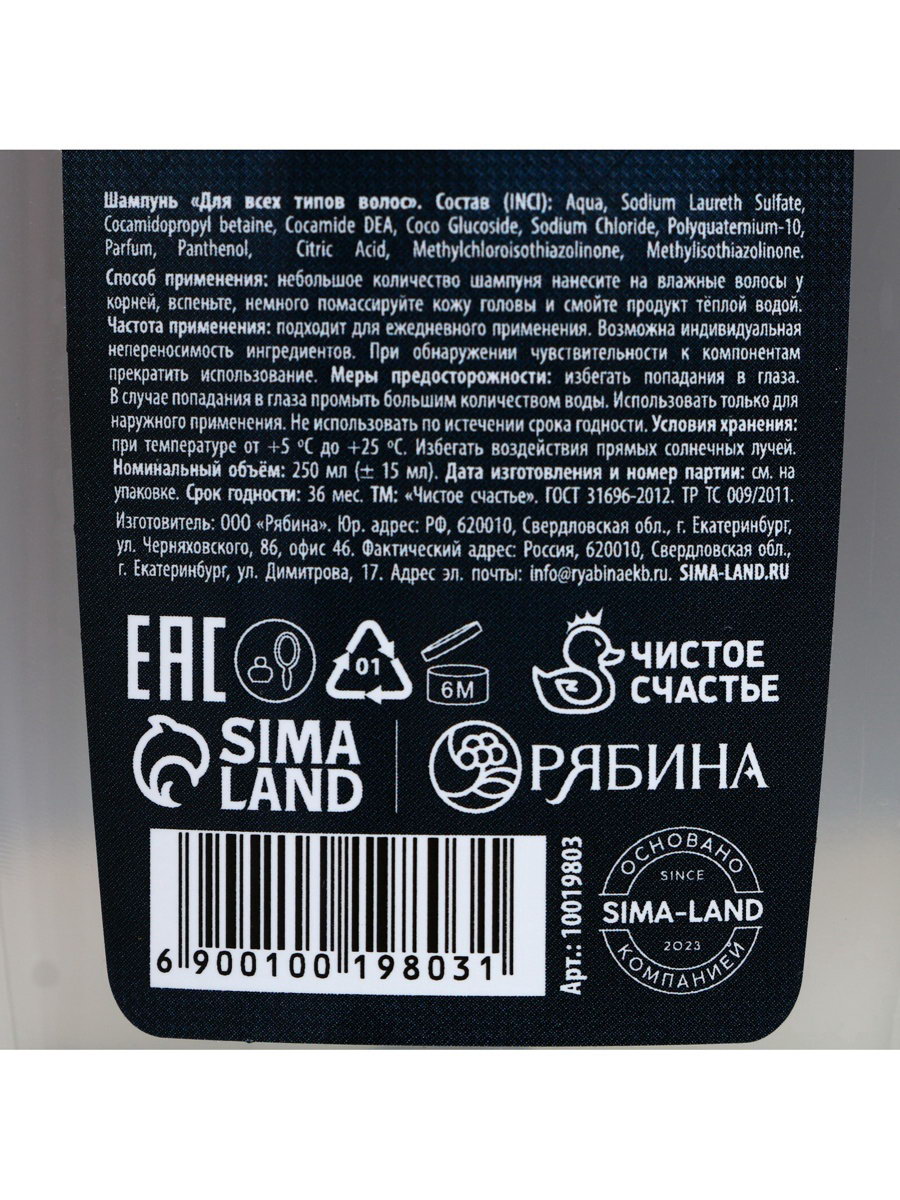 Шампунь «Для всех типов волос». Состав (INCI): Aqua, Sodium Laureth Sulfate,
Cocamidopropyl betaine, Cocamide DEA, Coco Glucoside, Sodium Chloride, Polyquaternium-10,
Parfum, Panthenol, Citric Acid, Methylchloroisothiazolinone, Methylisothiazolinone.
Способ применения: небольшое количество шампуня нанесите на влажные волосы у
корней, вспеньте, немного помассируйте кожу головы и смойте продукт тёплой водой.
Частота применения: подходит для ежедневного применения. Возможна индивидуальная
непереносимость ингредиентов. При обнаружении чувствительности к компонентам
прекратить использование. Меры предосторожности: избегать попадания в глаза.
В случае попадания в глаза промыть большим количеством воды. Использовать только для
наружного применения. Не использовать по истечении срока годности. Условия хранения:
при температуре от +5 °C до +25 °C. Избегать воздействия прямых солнечных лучей.
Номинальный объём: 250 мл (± 15 мл). Дата изготовления и номер партии: см. на
упаковке. Срок годности: 36 мес. ТМ: «Чистое счастье». ГОСТ 31696-2012. ТР ТС 009/2011.
Изготовитель: ООО «Рябина». Юр. адрес: РФ, 620010, Свердловская обл., г. Екатеринбург,
ул. Черняховского, 86, офис 46. Фактический адрес: Россия, 620010, Свердловская обл.,
г. Екатеринбург, ул. Димитрова, 17. Адрес эл. почты: info@ryabinaekb.ru. SIMA-LAND.RU
EAC
01
6M
ЧИСТОЕ
СЧАСТЬЕ
SIMA
LAND
РЯБИНА
6 900100 198031
Арт.: 10019803
ОСНОВАНО
SINCE
SIMA-LAND
2023
КОМПАНИЕЙ